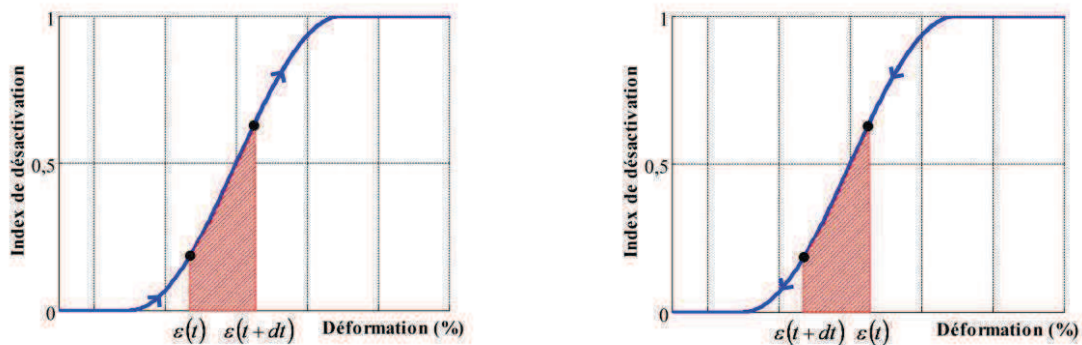 1
Index de désactivation
0,5
0
ε(t)
ε(t+dt)
Déformation (%)
1
Index de désactivation
0,5
0
ε(t+dt)
ε(t)
Déformation (%)